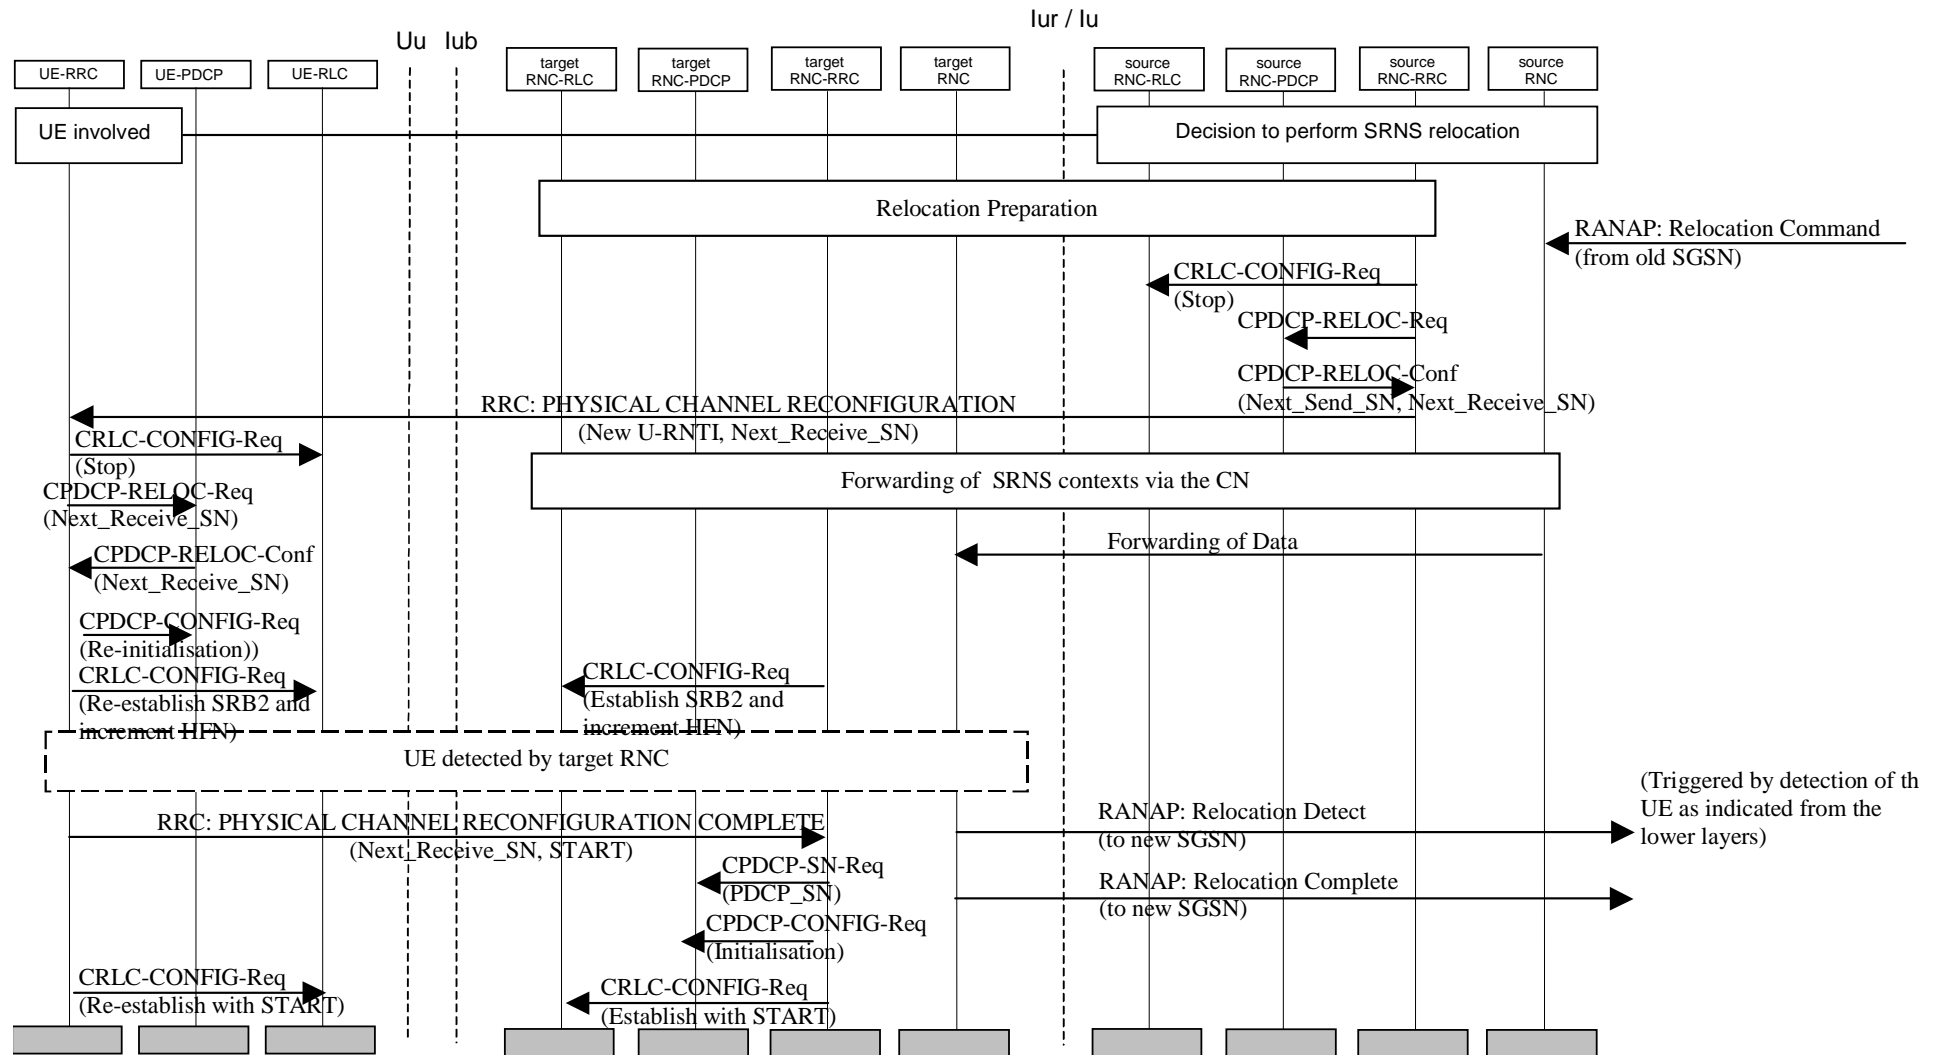 Iur / Iu
Uu
Iub
UE-RRC
UE-PDCP
UE-RLC
target
RNC-RLC
target
RNC-PDCP
target
RNC-RRC
target
RNC
source
RNC-RLC
source
RNC-PDCP
source
RNC-RRC
source
RNC
UE involved
Decision to perform SRNS relocation
Relocation Preparation
RANAP: Relocation Command
(from old SGSN)
CRLC-CONFIG-Req
(Stop)
CPDCP-RELOC-Req
CPDCP-RELOC-Conf
(Next_Send_SN, Next_Receive_SN)
RRC: PHYSICAL CHANNEL RECONFIGURATION
(New U-RNTI, Next_Receive_SN)
CRLC-CONFIG-Req
(Stop)
Forwarding of SRNS contexts via the CN
CPDCP-RELOC-Req
(Next_Receive_SN)
Forwarding of Data
CPDCP-RELOC-Conf
(Next_Receive_SN)
CPDCP-CONFIG-Req
(Re-initialisation))
CRLC-CONFIG-Req
(Re-establish SRB2 and
increment HFN)
CRLC-CONFIG-Req
(Establish SRB2 and
increment HFN)
UE detected by target RNC
(Triggered by detection of th
UE as indicated from the
lower layers)
RRC: PHYSICAL CHANNEL RECONFIGURATION COMPLETE
(Next_Receive_SN, START)
RANAP: Relocation Detect
(to new SGSN)
CPDCP-SN-Req
(PDCP_SN)
RANAP: Relocation Complete
(to new SGSN)
CPDCP-CONFIG-Req
(Initialisation)
CRLC-CONFIG-Req
(Re-establish with START)
CRLC-CONFIG-Req
(Establish with START)